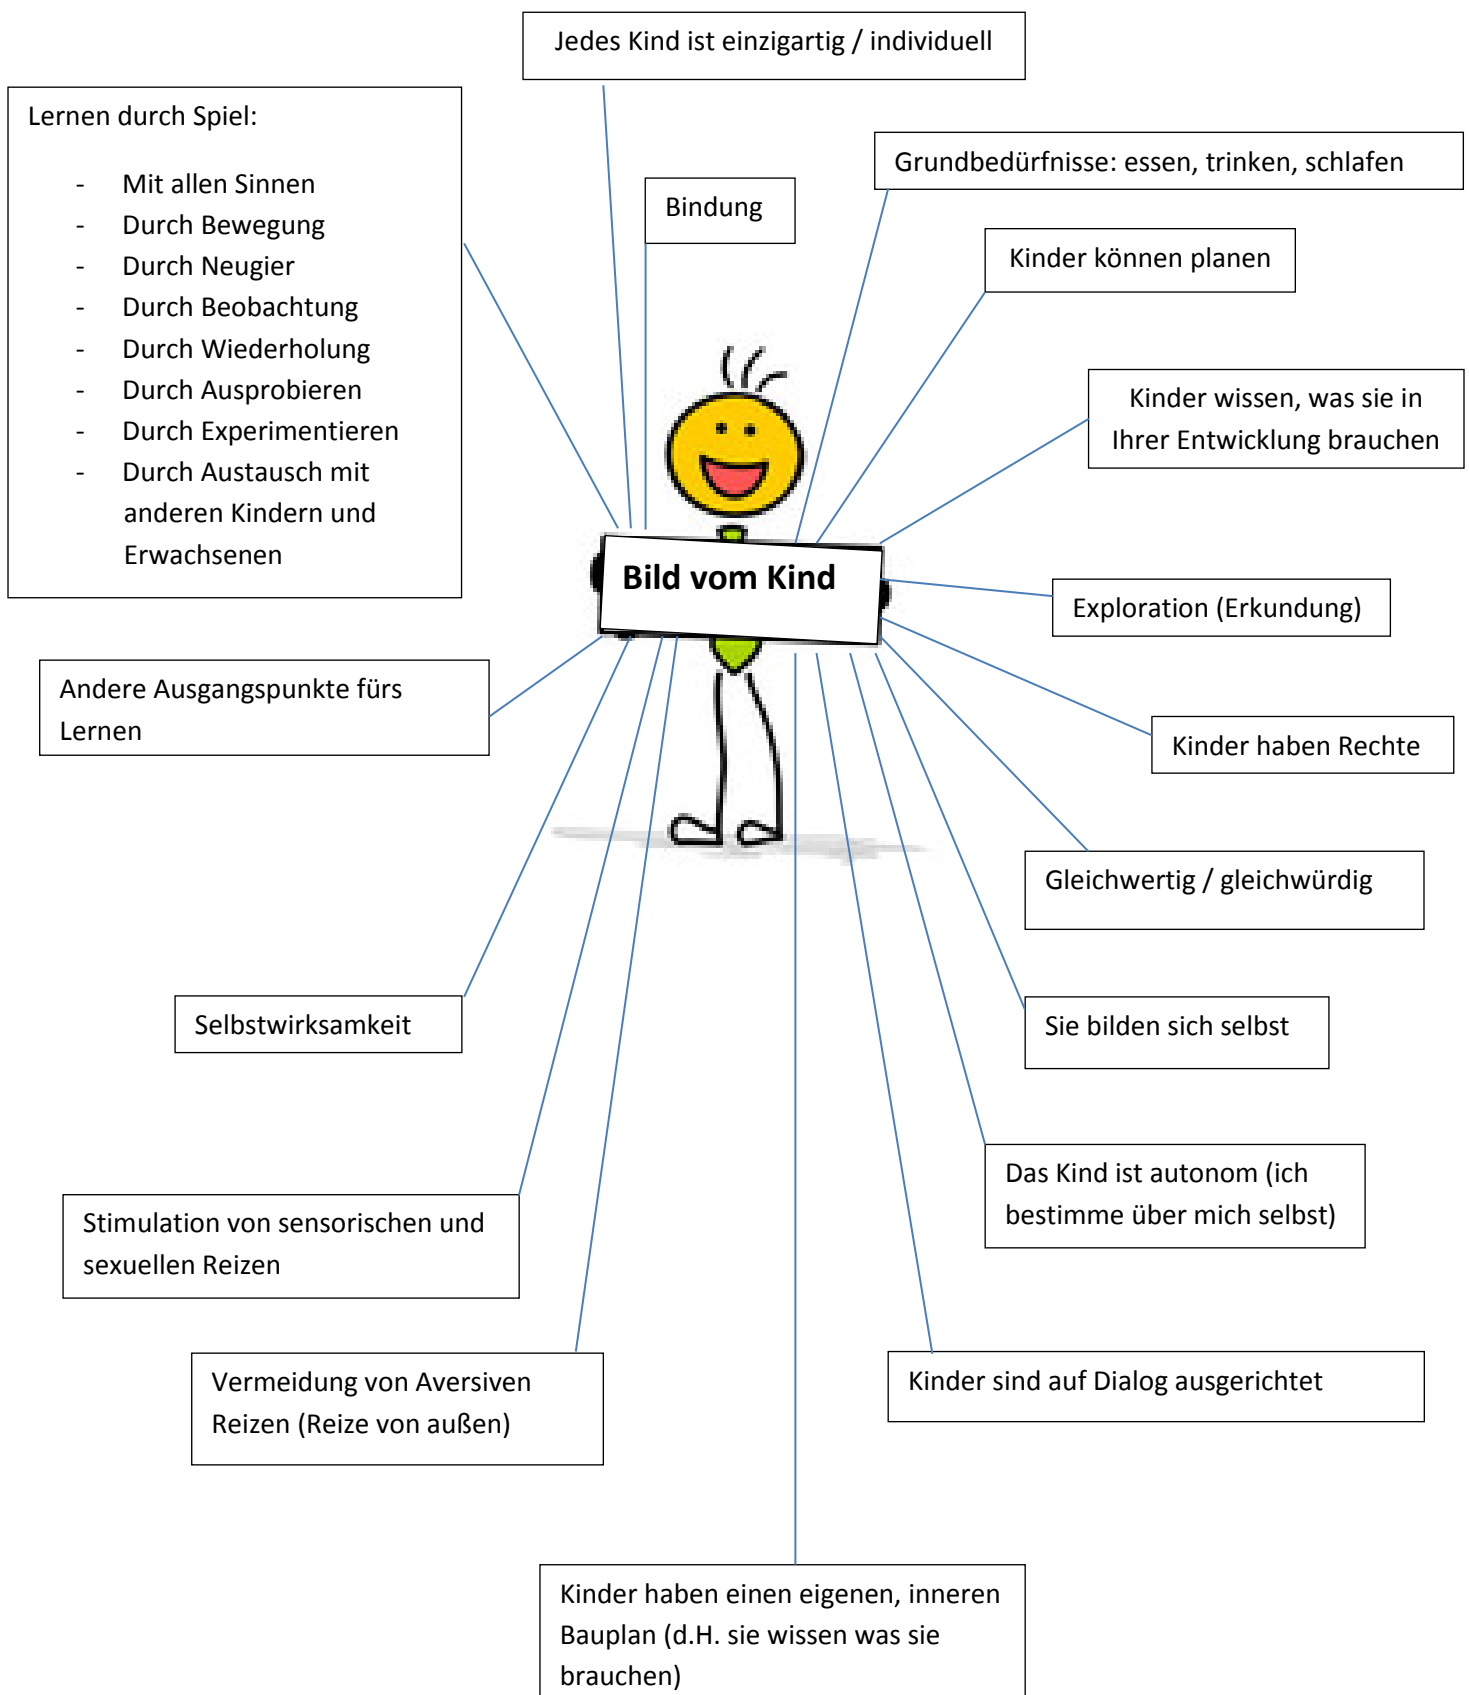 Jedes Kind ist einzigartig / individuell
Lernen durch Spiel:
- Mit allen Sinnen
- Durch Bewegung
- Durch Neugier
- Durch Beobachtung
- Durch Wiederholung
- Durch Ausprobieren
- Durch Experimentieren
- Durch Austausch mit
anderen Kindern und
Erwachsenen
Bindung
Grundbedürfnisse: essen, trinken, schlafen
Kinder können planen
Kinder wissen, was sie in
Ihrer Entwicklung brauchen
Bild vom Kind
Exploration (Erkundung)
Andere Ausgangspunkte fürs
Lernen
Kinder haben Rechte
Gleichwertig / gleichwürdig
Selbstwirksamkeit
Sie bilden sich selbst
Das Kind ist autonom (ich
bestimme über mich selbst)
Stimulation von sensorischen und
sexuellen Reizen
Vermeidung von Aversiven
Reizen (Reize von außen)
Kinder sind auf Dialog ausgerichtet
Kinder haben einen eigenen, inneren
Bauplan (d.H. sie wissen was sie
brauchen)